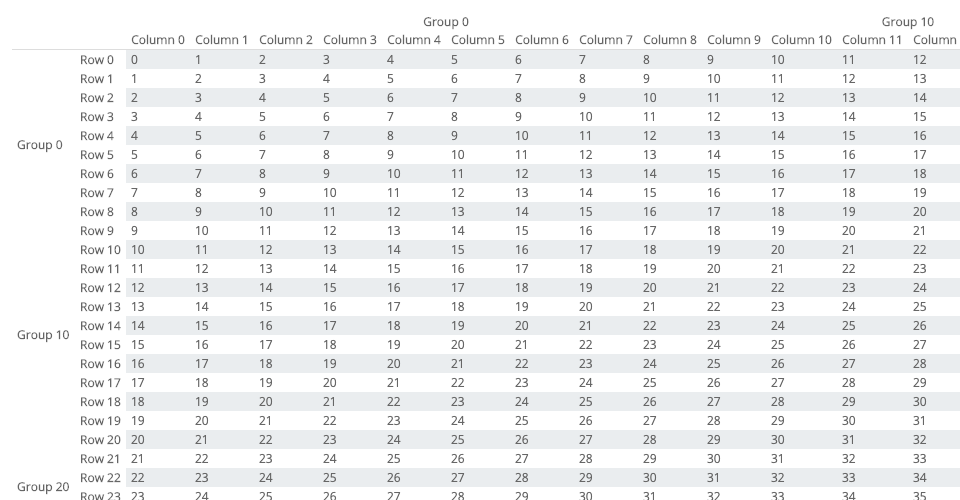 Group 0 Group 10
Column 0 Column 1 Column 2 Column 3 Column 4 Column 5 Column 6 Column 7 Column 8 Column 9 Column 10 Column 11 Column
Row 0 0 1 2 3 4 5 6 7 8 9 10 11 12
Row 1 1 2 3 4 5 6 7 8 9 10 11 12 13
Row 2 2 3 4 5 6 7 8 9 10 11 12 13 14
Row 3 3 4 5 6 7 8 9 10 11 12 13 14 15
Row 4 4 5 6 7 8 9 10 11 12 13 14 15 16
Group 0
Row 5 5 6 7 8 9 10 11 12 13 14 15 16 17
Row 6 6 7 8 9 10 11 12 13 14 15 16 17 18
Row 7 7 8 9 10 11 12 13 14 15 16 17 18 19
Row 8 8 9 10 11 12 13 14 15 16 17 18 19 20
Row 9 9 10 11 12 13 14 15 16 17 18 19 20 21
Row 10 10 11 12 13 14 15 16 17 18 19 20 21 22
Row 11 11 12 13 14 15 16 17 18 19 20 21 22 23
Row 12 12 13 14 15 16 17 18 19 20 21 22 23 24
Row 13 13 14 15 16 17 18 19 20 21 22 23 24 25
Row 14 14 15 16 17 18 19 20 21 22 23 24 25 26
Group 10
Row 15 15 16 17 18 19 20 21 22 23 24 25 26 27
Row 16 16 17 18 19 20 21 22 23 24 25 26 27 28
Row 17 17 18 19 20 21 22 23 24 25 26 27 28 29
Row 18 18 19 20 21 22 23 24 25 26 27 28 29 30
Row 19 19 20 21 22 23 24 25 26 27 28 29 30 31
Row 20 20 21 22 23 24 25 26 27 28 29 30 31 32
Row 21 21 22 23 24 25 26 27 28 29 30 31 32 33
Row 22 22 23 24 25 26 27 28 29 30 31 32 33 34
Group 20
Row 23 23 24 25 26 27 28 29 30 31 32 33 34 35